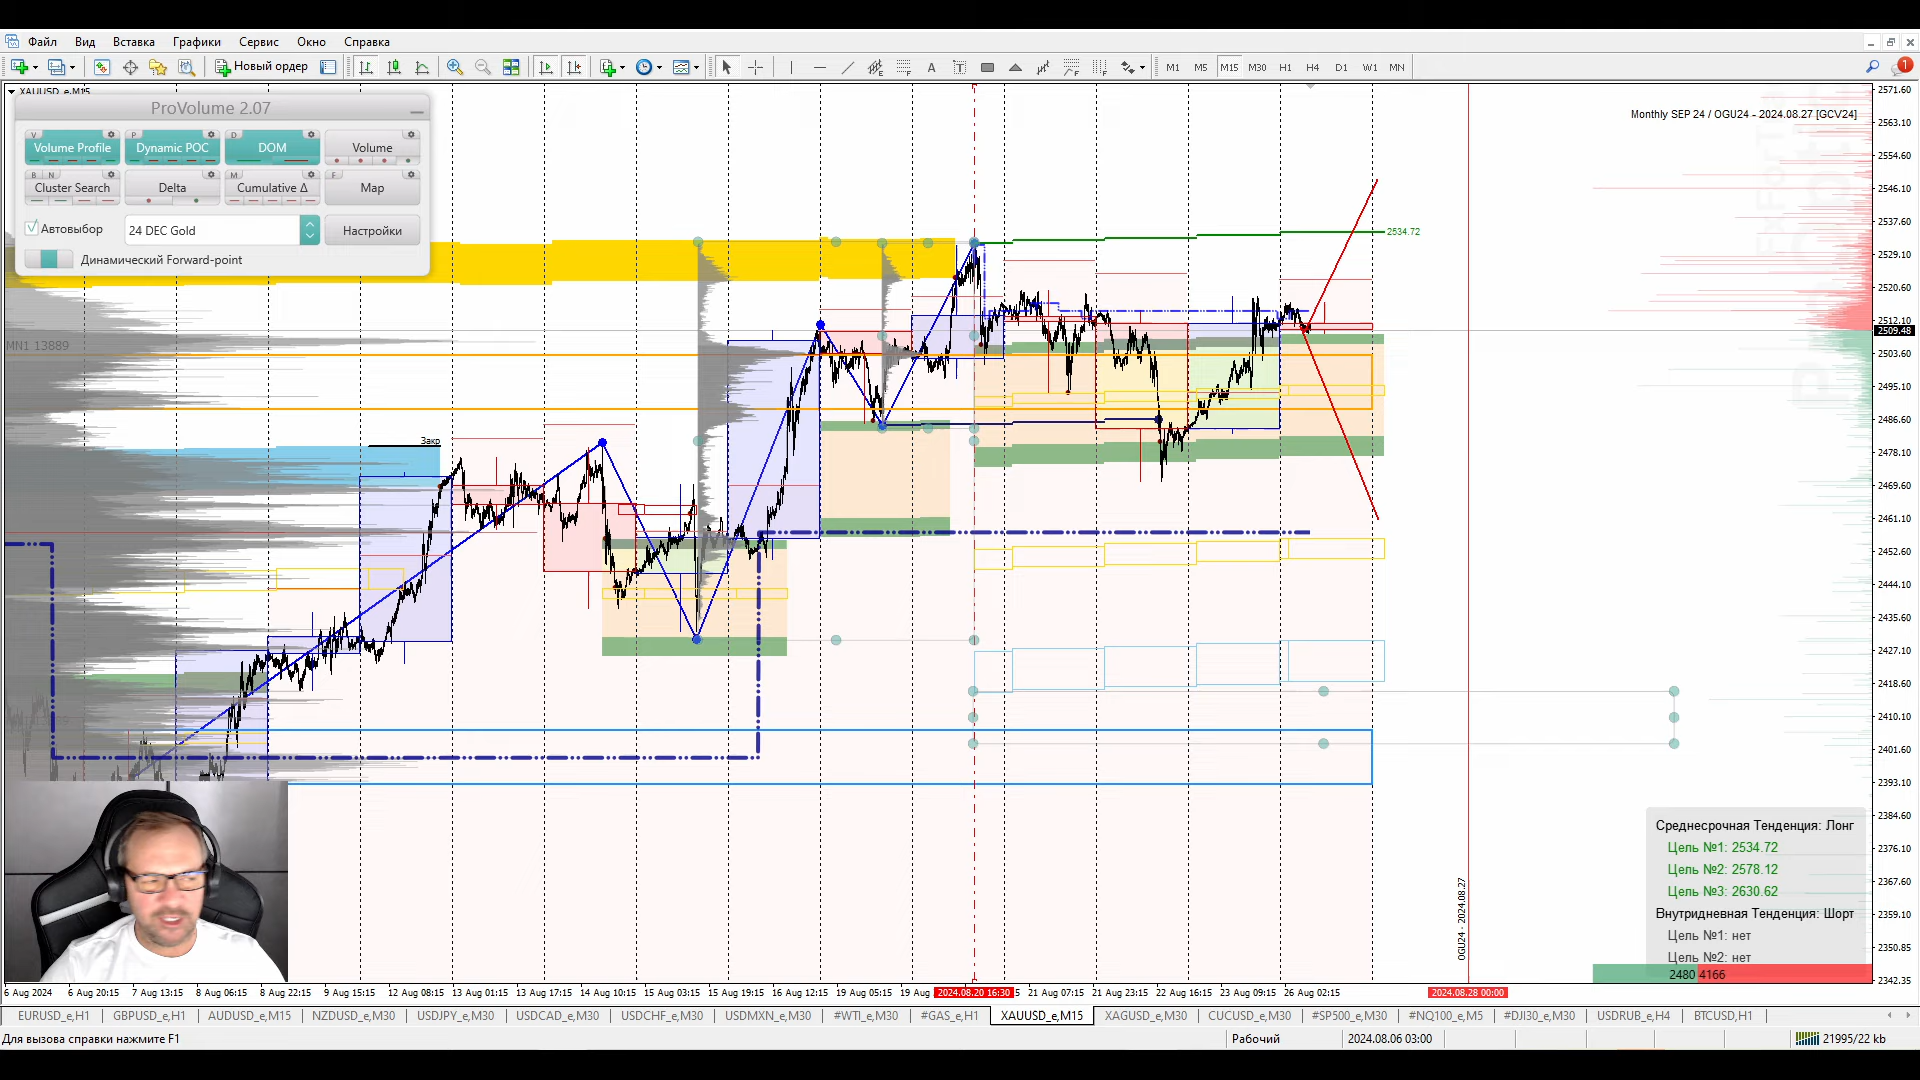 Файл Вид Вставка Графики Сервис Окно Справка
Новый ордер
M1 M5 M15 M30 H1 H4 D1 W1 MN
1
XAUUSD_e,M15
ProVolume 2.07
V P D
Volume Profile Dynamic POC DOM Volume
B N M F
Cluster Search Delta Cumulative Δ Map
Автовыбор 24 DEC Gold Настройки
Динамический Forward-point
Monthly SEP 24 / OGU24 - 2024.08.27 [GCV24]
2534.72
MN1 13889
Закр
2571.60
2563.10
2554.60
2546.10
2537.60
2529.10
2520.60
2512.10
2509.48
2503.60
2495.10
2486.60
2478.10
2469.60
2461.10
2452.60
2444.10
2435.60
2427.10
2418.60
2410.10
2401.60
2393.10
2384.60
2376.10
2367.60
2359.10
2350.85
2342.35
OGU24 - 2024.08.27
Среднесрочная Тенденция: Лонг
Цель №1: 2534.72
Цель №2: 2578.12
Цель №3: 2630.62
Внутридневная Тенденция: Шорт
Цель №1: нет
Цель №2: нет
2480 4166
6 Aug 2024 6 Aug 20:15 7 Aug 13:15 8 Aug 06:15 8 Aug 22:15 9 Aug 15:15 12 Aug 08:15 13 Aug 01:15 13 Aug 17:15 14 Aug 10:15 15 Aug 03:15 15 Aug 19:15 16 Aug 12:15 19 Aug 05:15 19 Aug 2024.08.20 16:30 5 21 Aug 07:15 21 Aug 23:15 22 Aug 16:15 23 Aug 09:15 26 Aug 02:15 2024.08.28 00:00
EURUSD_e,H1 GBPUSD_e,H1 AUDUSD_e,M15 NZDUSD_e,M30 USDJPY_e,M30 USDCAD_e,M30 USDCHF_e,M30 USDMXN_e,M30 #WTI_e,M30 #GAS_e,H1 XAUUSD_e,M15 XAGUSD_e,M30 CUCUSD_e,M30 #SP500_e,M30 #NQ100_e,M5 #DJI30_e,M30 USDRUB_e,H4 BTCUSD,H1
Для вызова справки нажмите F1 Рабочий 2024.08.06 03:00 21995/22 kb